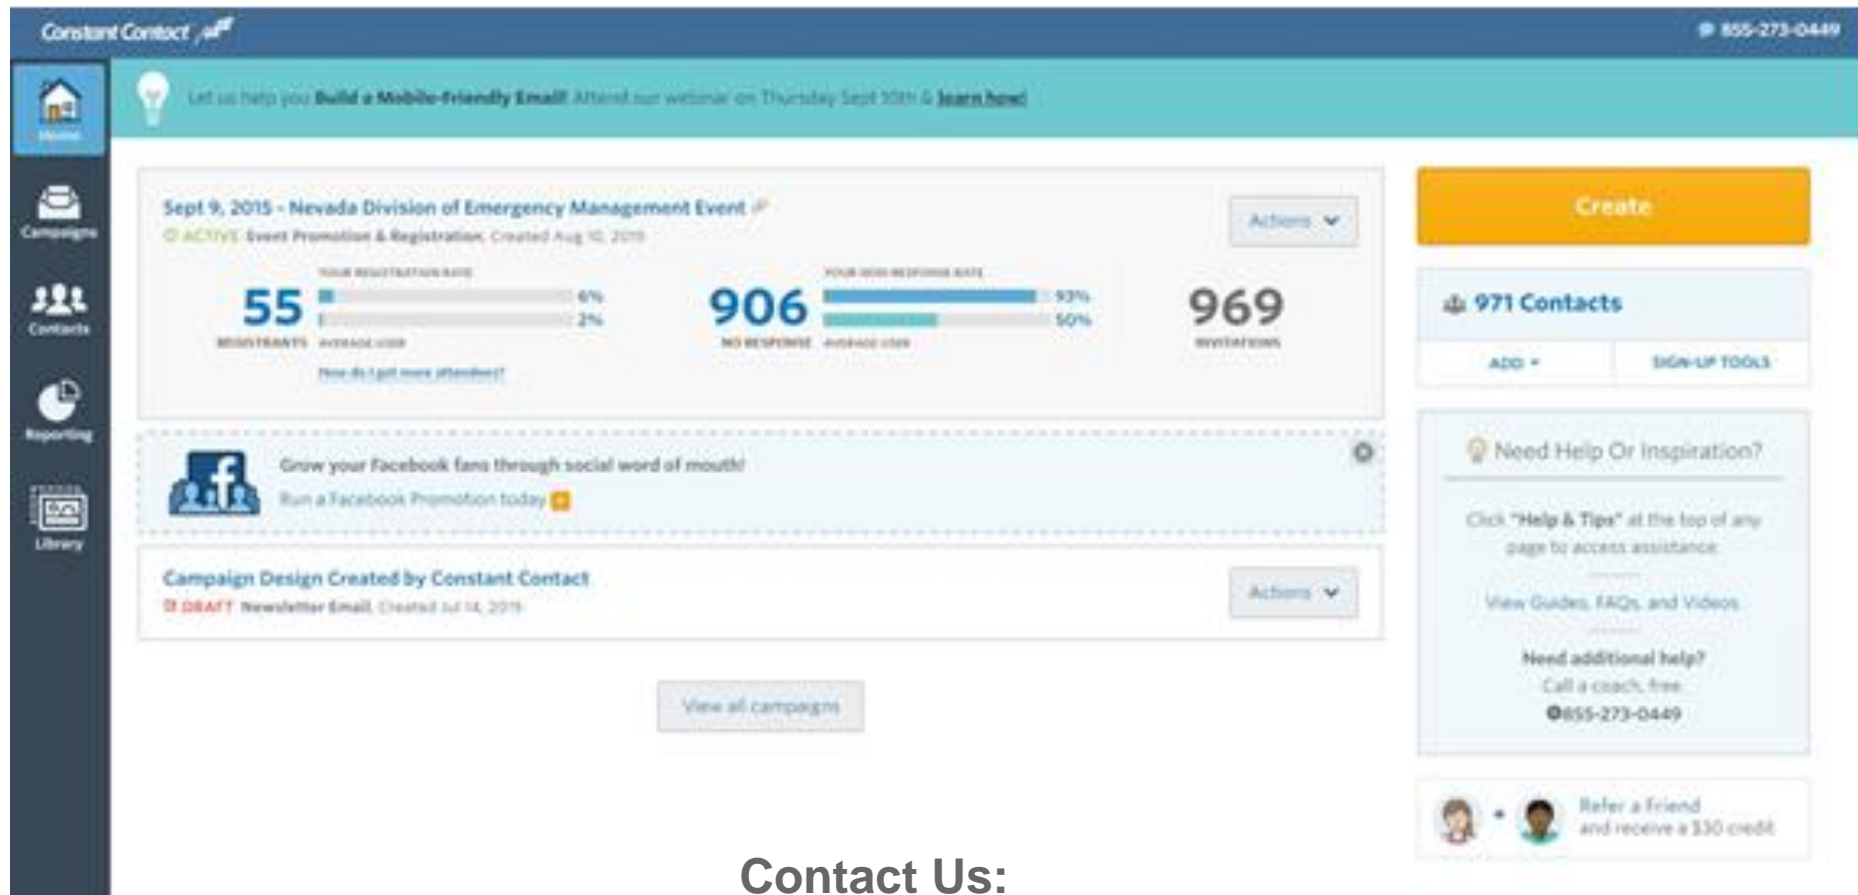 Constant Contact
855-273-0449
Let us help you Build a Mobile-Friendly Email! Attend our webinar on Thursday Sept 10th & learn how!
Home
Campaigns
Contacts
Reporting
Library
Sept 9, 2015 - Nevada Division of Emergency Management Event
ACTIVE Event Promotion & Registration, Created Aug 10, 2015
Actions
55
REGISTRANTS
YOUR REGISTRATION RATE
6%
2%
AVERAGE USER
How do I get more attendees?
906
NO RESPONSE
YOUR NON-RESPONSE RATE
93%
50%
AVERAGE USER
969
INVITATIONS
Grow your Facebook fans through social word of mouth!
Run a Facebook Promotion today
Campaign Design Created by Constant Contact
DRAFT Newsletter Email, Created Jul 14, 2015
Actions
View all campaigns
Create
971 Contacts
ADD
SIGN-UP TOOLS
Need Help Or Inspiration?
Click "Help & Tips" at the top of any
page to access assistance
View Guides, FAQs, and Videos
Need additional help?
Call a coach, free
855-273-0449
Refer a Friend
and receive a $30 credit
Contact Us: